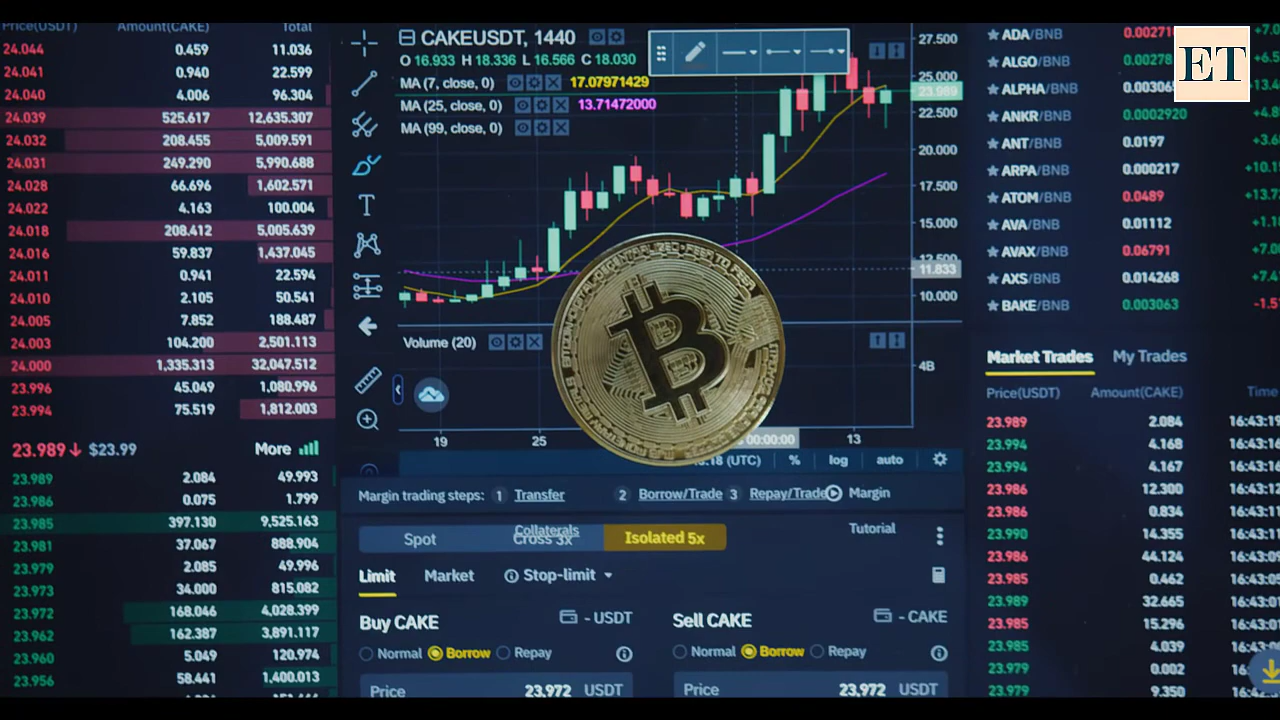 Price(USDT) Amount(CAKE) Total
24.044 0.459 11.036
24.041 0.940 22.599
24.040 4.006 96.304
24.039 525.617 12,635.307
24.032 208.455 5,009.591
24.031 249.290 5,990.688
24.028 66.696 1,602.571
24.022 4.163 100.004
24.018 208.412 5,005.639
24.016 59.837 1,437.045
24.011 0.941 22.594
24.010 2.105 50.541
24.005 7.852 188.487
24.003 104.200 2,501.113
24.000 1,335.313 32,047.512
23.996 45.049 1,080.996
23.994 75.519 1,812.003
23.989↓ $23.99 More
23.989 2.084 49.993
23.986 0.075 1.799
23.985 397.130 9,525.163
23.981 37.067 888.904
23.979 2.085 49.996
23.973 34.000 815.082
23.972 168.046 4,028.399
23.962 162.387 3,891.117
23.960 5.049 120.974
23.956 58.441 1,400.013
CAKEUSDT, 1440
O 16.933 H 18.336 L 16.566 C 18.030
MA (7, close, 0) 17.07971429
MA (25, close, 0) 13.71472000
MA (99, close, 0)
27.500
25.000
23.989
22.500
20.000
17.500
15.000
12.500
11.833
10.000
Volume (20)
4B
19 25 00:00:00 13
(UTC) % log auto
Margin trading steps: 1 Transfer 2 Borrow/Trade 3 Repay/Trade Margin
Collaterals Tutorial
Spot Cross 3x Isolated 5x
Limit Market Stop-limit
Buy CAKE - USDT Sell CAKE - CAKE
Normal Borrow Repay Normal Borrow Repay
Price 23,972 USDT Price 23,972 USDT
B
ET
ADA/BNB
ALGO/BNB 0.00278
ALPHA/BNB
ANKR/BNB 0.0002920
ANT/BNB 0.0197
ARPA/BNB 0.000217
ATOM/BNB 0.0489
AVA/BNB 0.01112
AVAX/BNB 0.06791
AXS/BNB 0.014268
BAKE/BNB 0.003063
Market Trades My Trades
Price(USDT) Amount(CAKE) Time
23.989 2.084 16:43:19
23.994 4.168
23.994 4.167
23.986 12.300
23.986 0.834
23.990 14.355
23.986 44.124
23.985 0.462
23.989 32.665
23.985 15.296
23.985 4.039
23.979 0.002
23.979 9.350